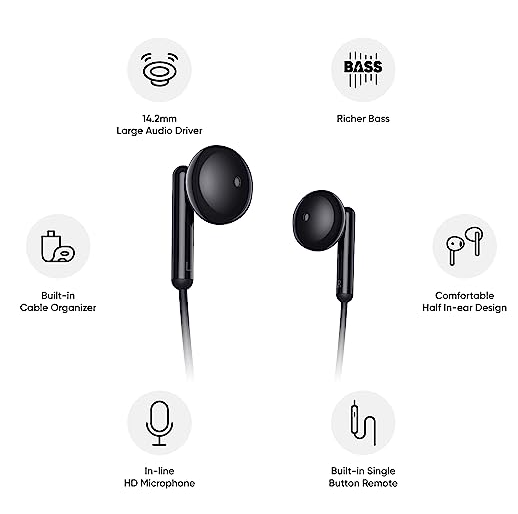 BASS
14.2mm
Large Audio Driver
Richer Bass
Built-in
Cable Organizer
Comfortable
Half In-ear Design
In-line
HD Microphone
Built-in Single
Button Remote